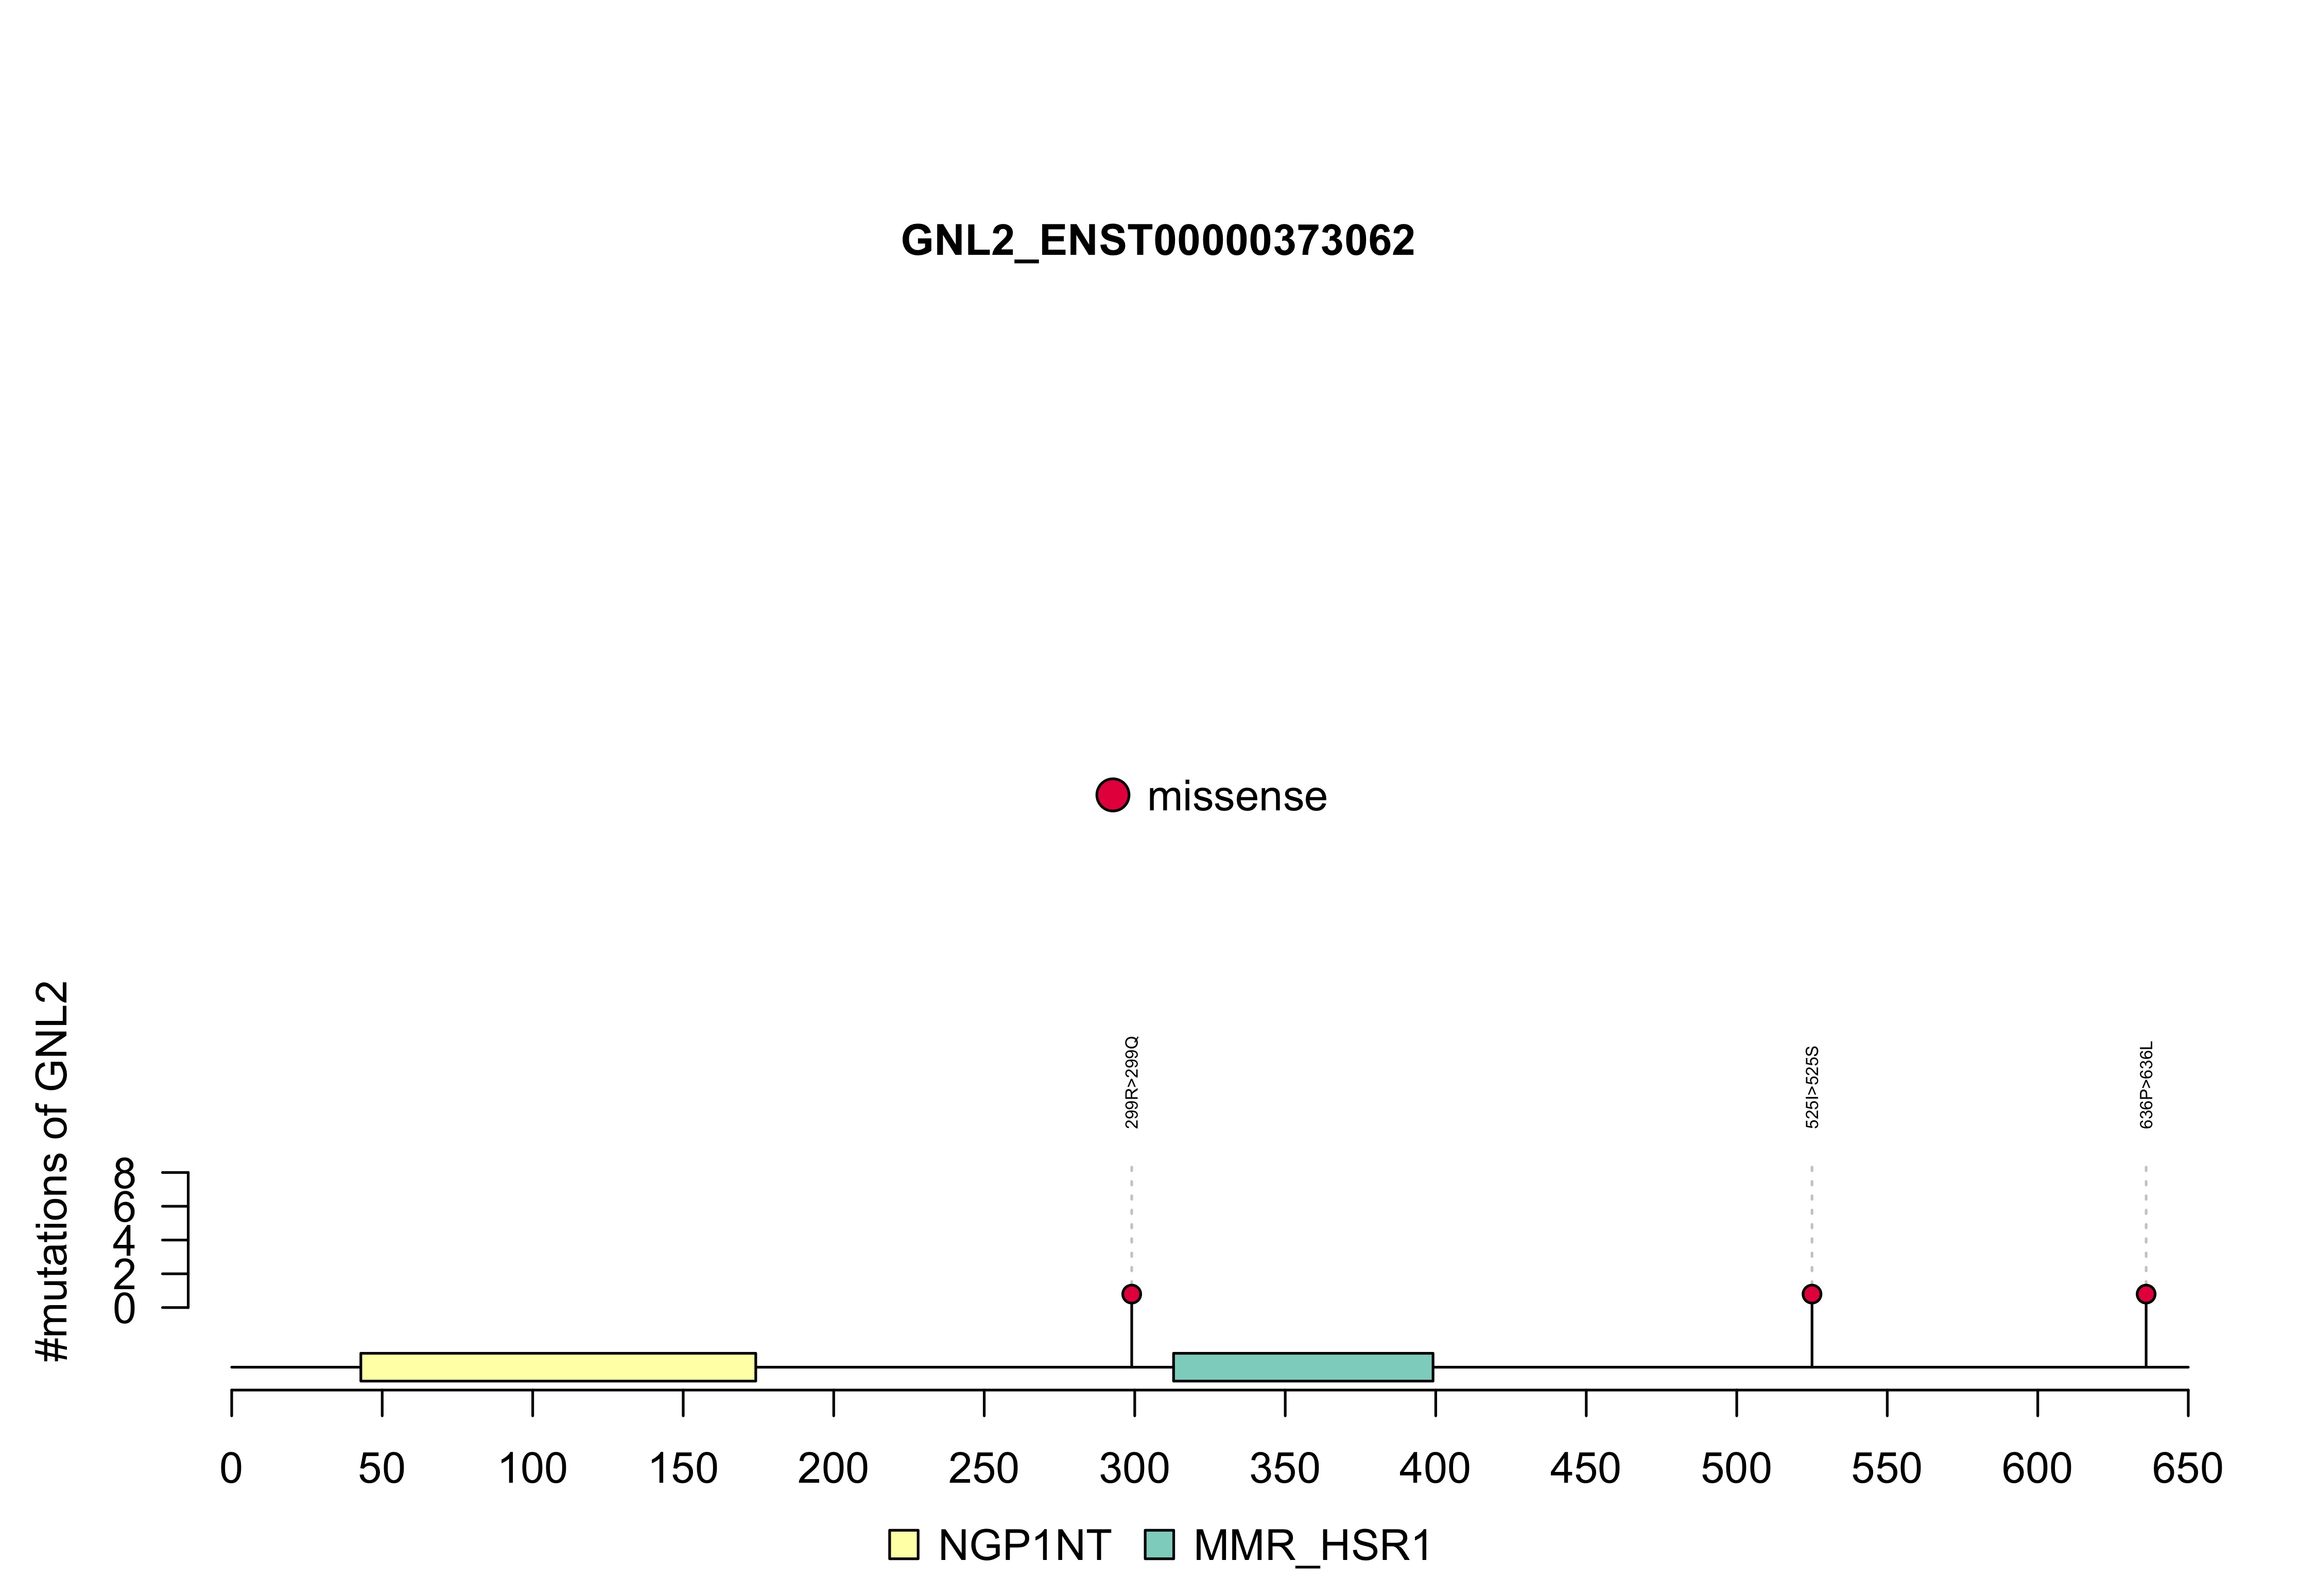 GNL2_ENST00000373062
missense
#mutations of GNL2
299R>299Q
525I>525S
636P>636L
8
6
4
2
0
0 50 100 150 200 250 300 350 400 450 500 550 600 650
NGP1NT MMR_HSR1